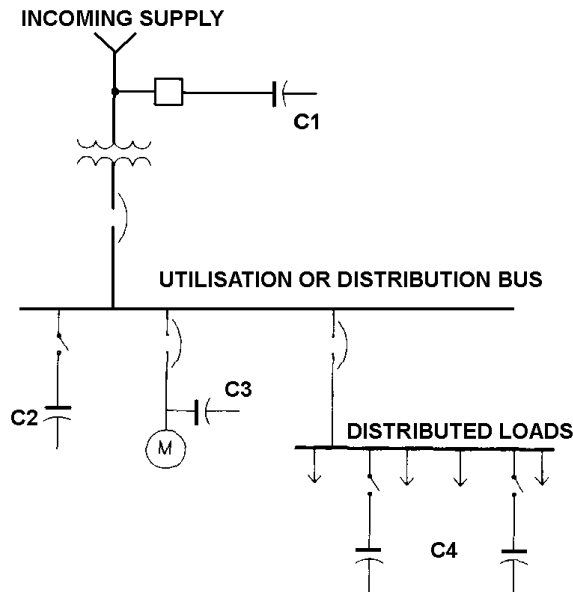 INCOMING SUPPLY
C1
UTILISATION OR DISTRIBUTION BUS
C2
C3
M
DISTRIBUTED LOADS
C4